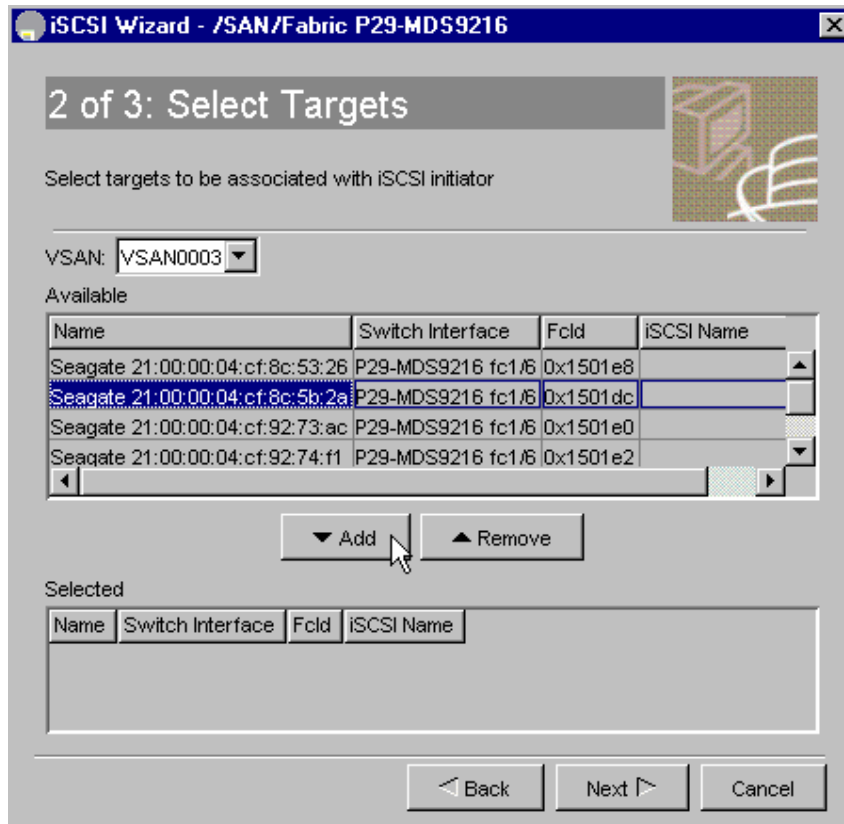 iSCSI Wizard - /SAN/Fabric P29-MDS9216
2 of 3: Select Targets
Select targets to be associated with iSCSI initiator
VSAN: VSAN0003
Available
Name Switch Interface FcId iSCSI Name
Seagate 21:00:00:04:cf:8c:53:26 P29-MDS9216 fc1/6 0x1501e8
Seagate 21:00:00:04:cf:8c:5b:2a P29-MDS9216 fc1/6 0x1501dc
Seagate 21:00:00:04:cf:92:73:ac P29-MDS9216 fc1/6 0x1501e0
Seagate 21:00:00:04:cf:92:74:f1 P29-MDS9216 fc1/6 0x1501e2
Add Remove
Selected
Name Switch Interface FcId iSCSI Name
Back Next Cancel